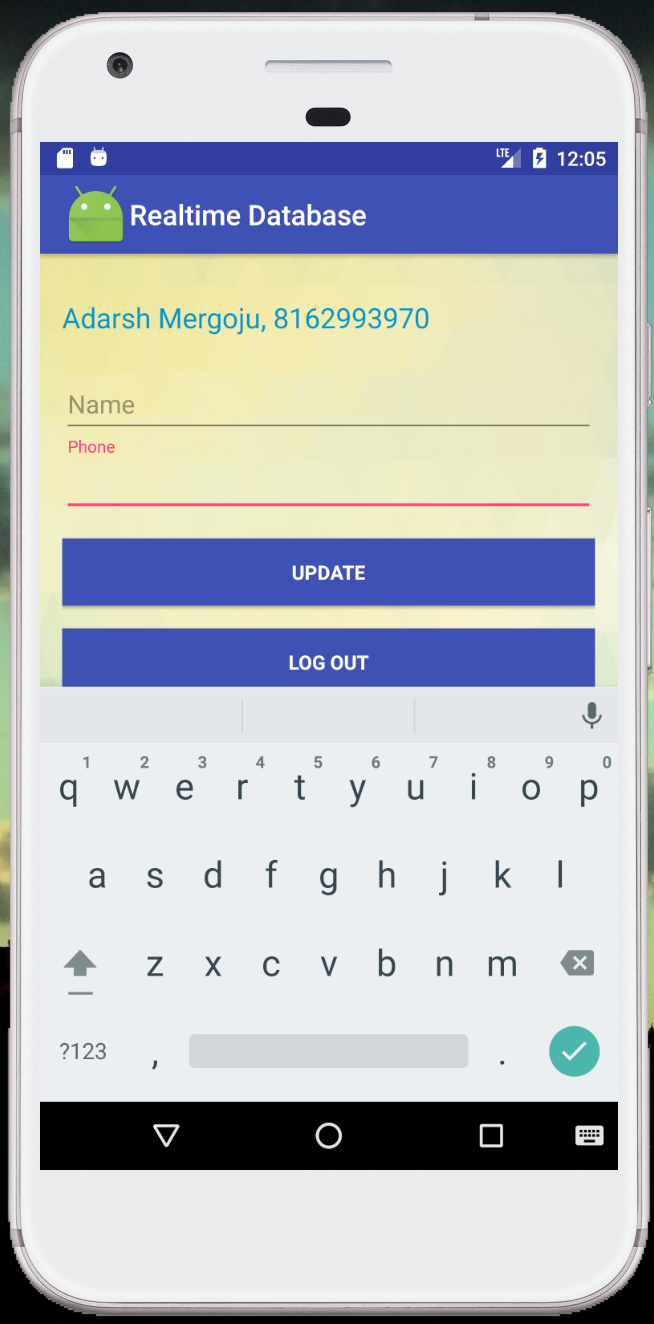 LTE 12:05
Realtime Database
Adarsh Mergoju, 8162993970
Name
Phone
UPDATE
LOG OUT
1 2 3 4 5 6 7 8 9 0
q w e r t y u i o p
a s d f g h j k l
z x c v b n m
?123 , .